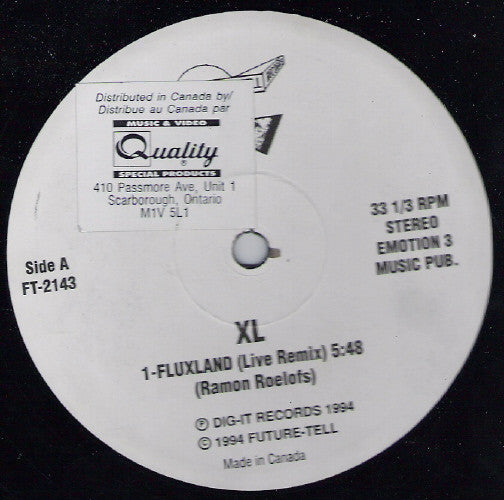 Distributed in Canada by/
Distribue au Canada par
MUSIC & VIDEO
Quality
®
SPECIAL PRODUCTS
410 Passmore Ave, Unit 1
Scarborough, Ontario
M1V 5L1
Side A
FT-2143
33 1/3 RPM
STEREO
EMOTION 3
MUSIC PUB.
XL
1-FLUXLAND (Live Remix) 5:48
(Ramon Roelofs)
℗ DIG-IT RECORDS 1994
© 1994 FUTURE-TELL
Made in Canada